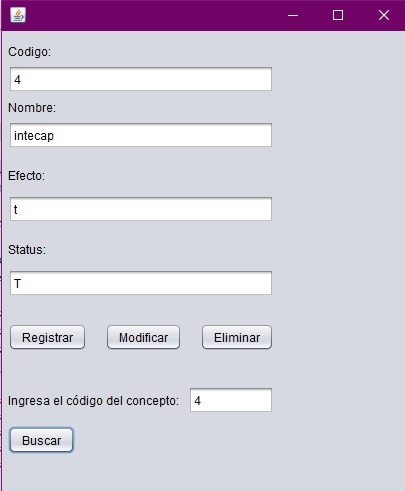 Codigo:
4
Nombre:
intecap
Efecto:
t
Status:
T
Registrar Modificar Eliminar
Ingresa el código del concepto: 4
Buscar